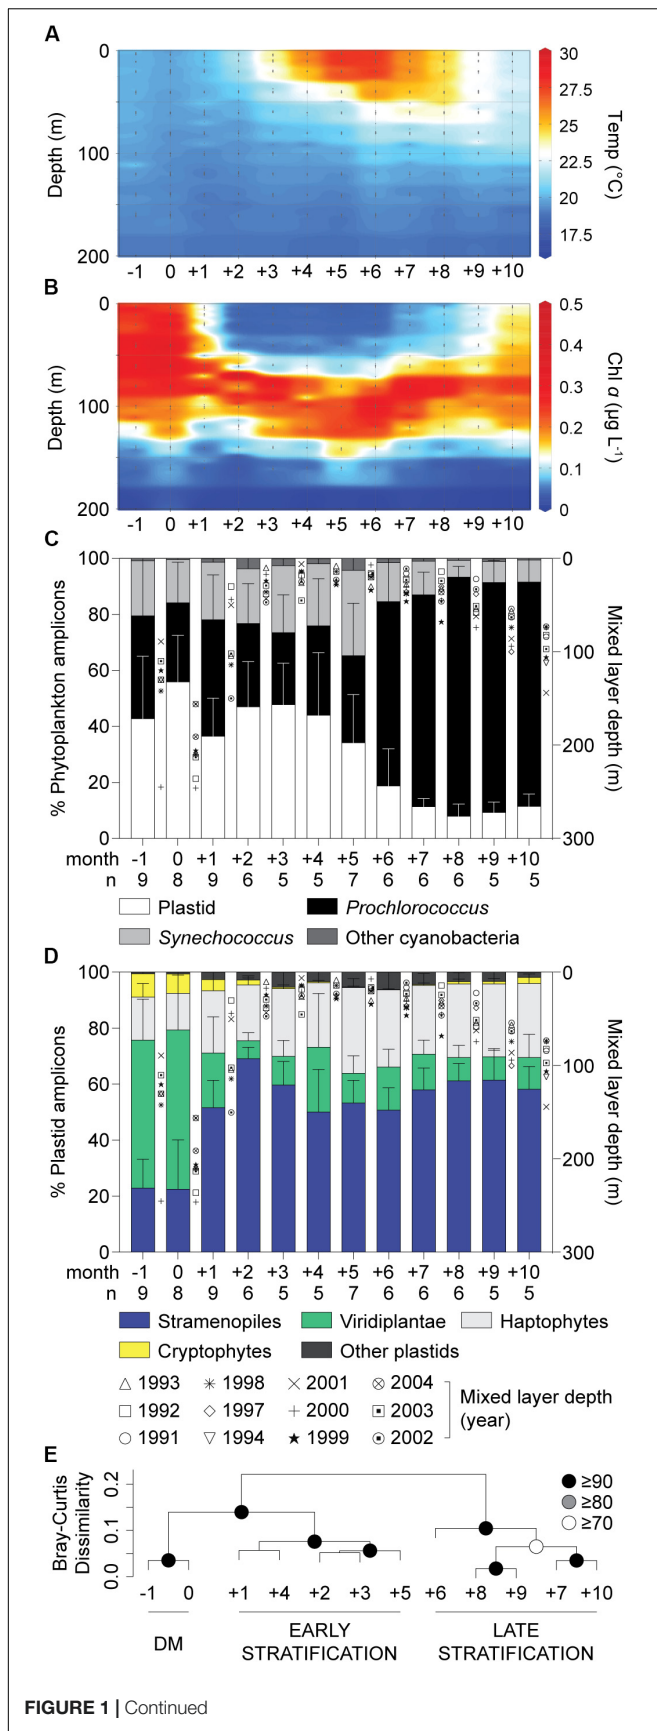 A
0
100
200
Depth (m)
30
27.5
25
22.5
20
17.5
Temp (°C)
-1 0 +1 +2 +3 +4 +5 +6 +7 +8 +9 +10
B
0
100
200
Depth (m)
0.5
0.4
0.3
0.2
0.1
0
Chl a (µg L-1)
-1 0 +1 +2 +3 +4 +5 +6 +7 +8 +9 +10
C
100
80
60
40
20
0
% Phytoplankton amplicons
0
100
200
300
Mixed layer depth (m)
month -1 0 +1 +2 +3 +4 +5 +6 +7 +8 +9 +10
n 9 8 9 6 5 5 7 6 6 6 5 5
Plastid Prochlorococcus
Synechococcus Other cyanobacteria
D
100
80
60
40
20
0
% Plastid amplicons
0
100
200
300
Mixed layer depth (m)
month -1 0 +1 +2 +3 +4 +5 +6 +7 +8 +9 +10
n 9 8 9 6 5 5 7 6 6 6 5 5
Stramenopiles Viridiplantae Haptophytes
Cryptophytes Other plastids
1993 1998 2001 2004
1992 1997 2000 2003
1991 1994 1999 2002
Mixed layer depth
(year)
E
0.2
0.1
0.0
Bray-Curtis
Dissimilarity
≥90
≥80
≥70
-1 0 +1 +4 +2 +3 +5 +6 +8 +9 +7 +10
DM
EARLY
STRATIFICATION
LATE
STRATIFICATION
FIGURE 1 | Continued